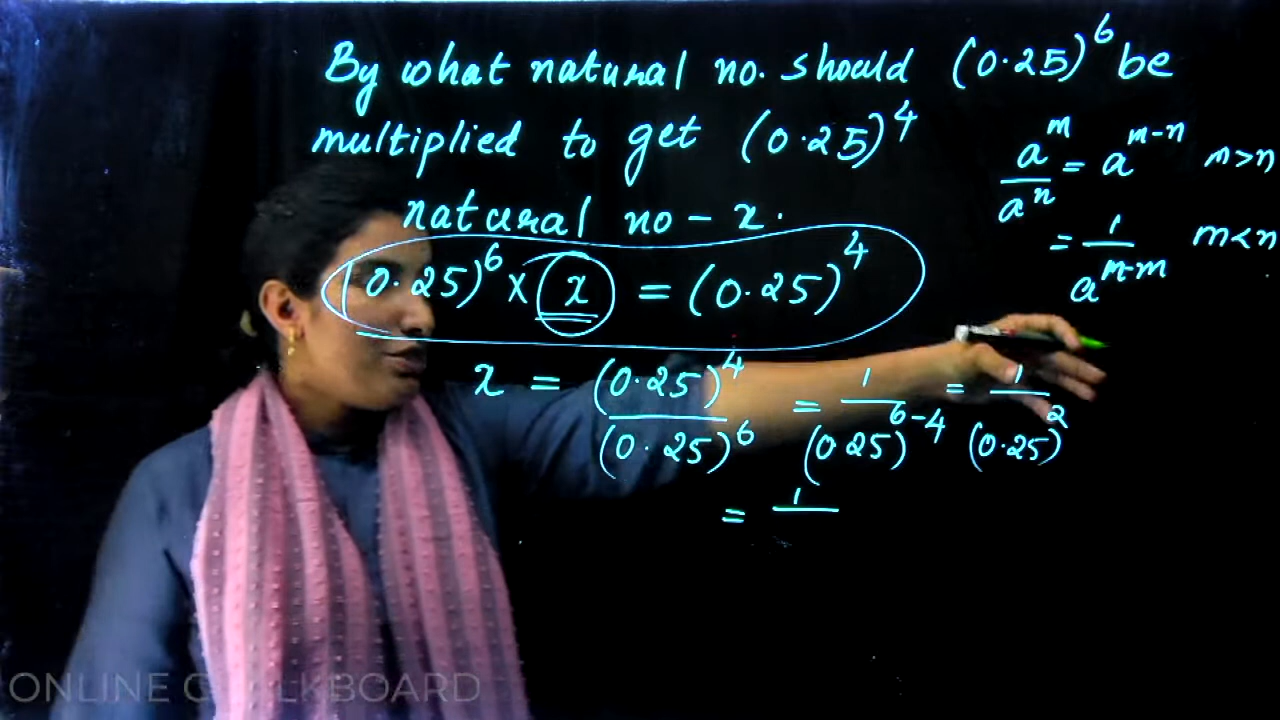 By what natural no. should (0.25)^6 be
multiplied to get (0.25)^4
natural no - x.
(0.25)^6 × x = (0.25)^4
x = (0.25)^4 / (0.25)^6 = 1 / (0.25)^6-4 = 1 / (0.25)^2
= 1 /
a^m / a^n = a^m-n m>n
= 1 / a^n-m m<n
ONLINE CHALKBOARD